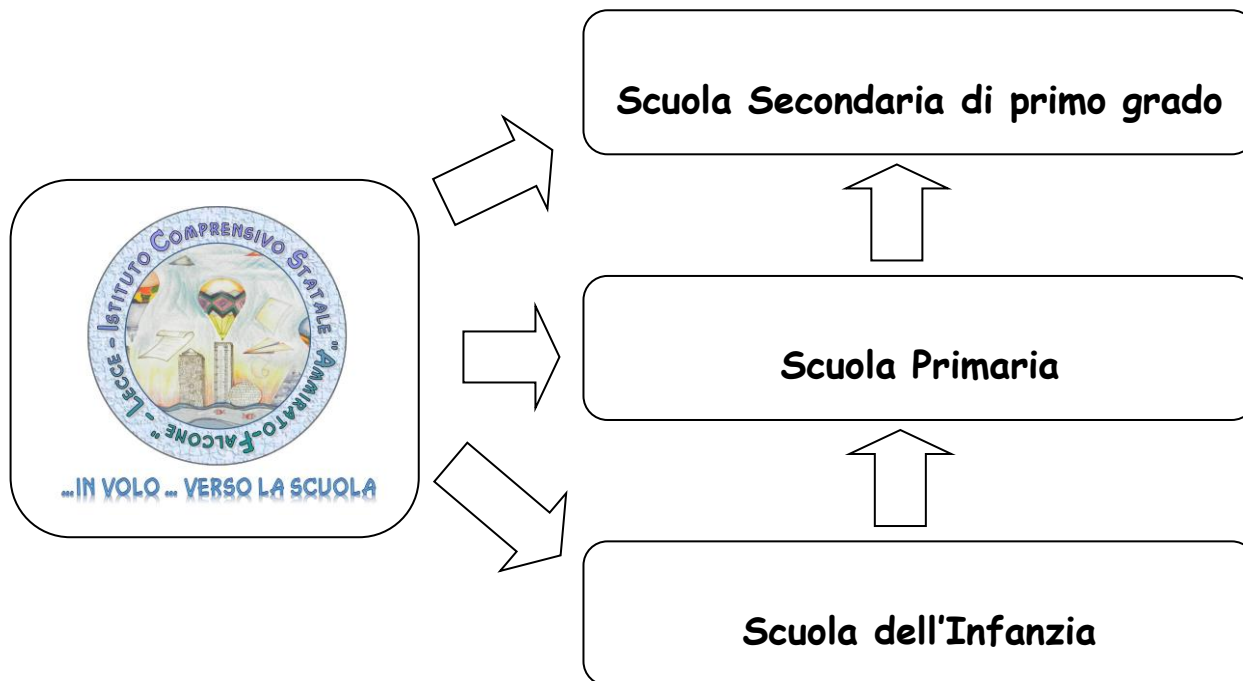 Scuola Secondaria di primo grado
LECCE - ISTITUTO COMPRENSIVO STATALE "AMMIRATO-FALCONE" -
...IN VOLO ... VERSO LA SCUOLA
Scuola Primaria
Scuola dell'Infanzia